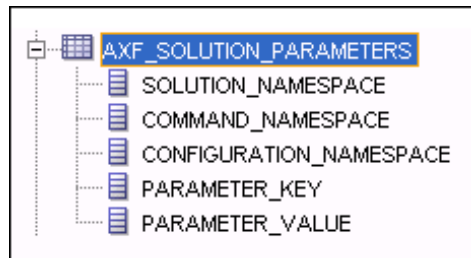 AXF_SOLUTION_PARAMETERS
SOLUTION_NAMESPACE
COMMAND_NAMESPACE
CONFIGURATION_NAMESPACE
PARAMETER_KEY
PARAMETER_VALUE